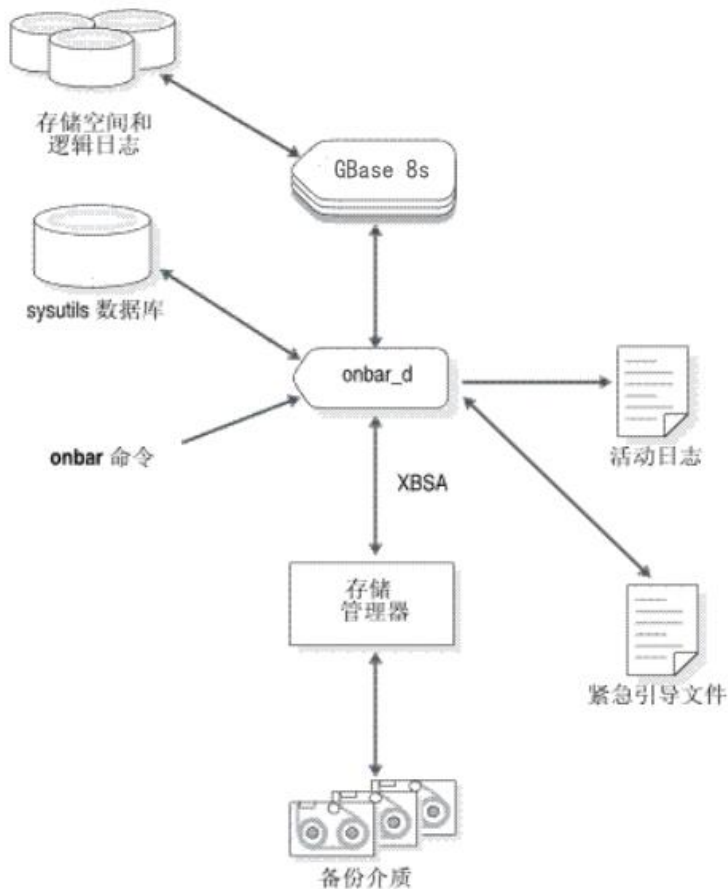 存储空间和
逻辑日志
GBase 8s
sysutils 数据库
onbar_d
onbar 命令
活动日志
XBSA
存储
管理器
紧急引导文件
备份介质